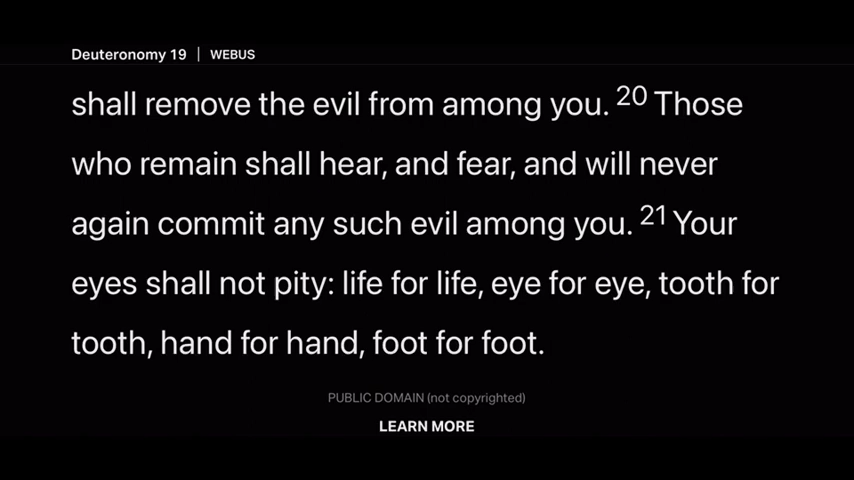 Deuteronomy 19 | WEBUS
shall remove the evil from among you. 20 Those
who remain shall hear, and fear, and will never
again commit any such evil among you. 21 Your
eyes shall not pity: life for life, eye for eye, tooth for
tooth, hand for hand, foot for foot.
PUBLIC DOMAIN (not copyrighted)
LEARN MORE